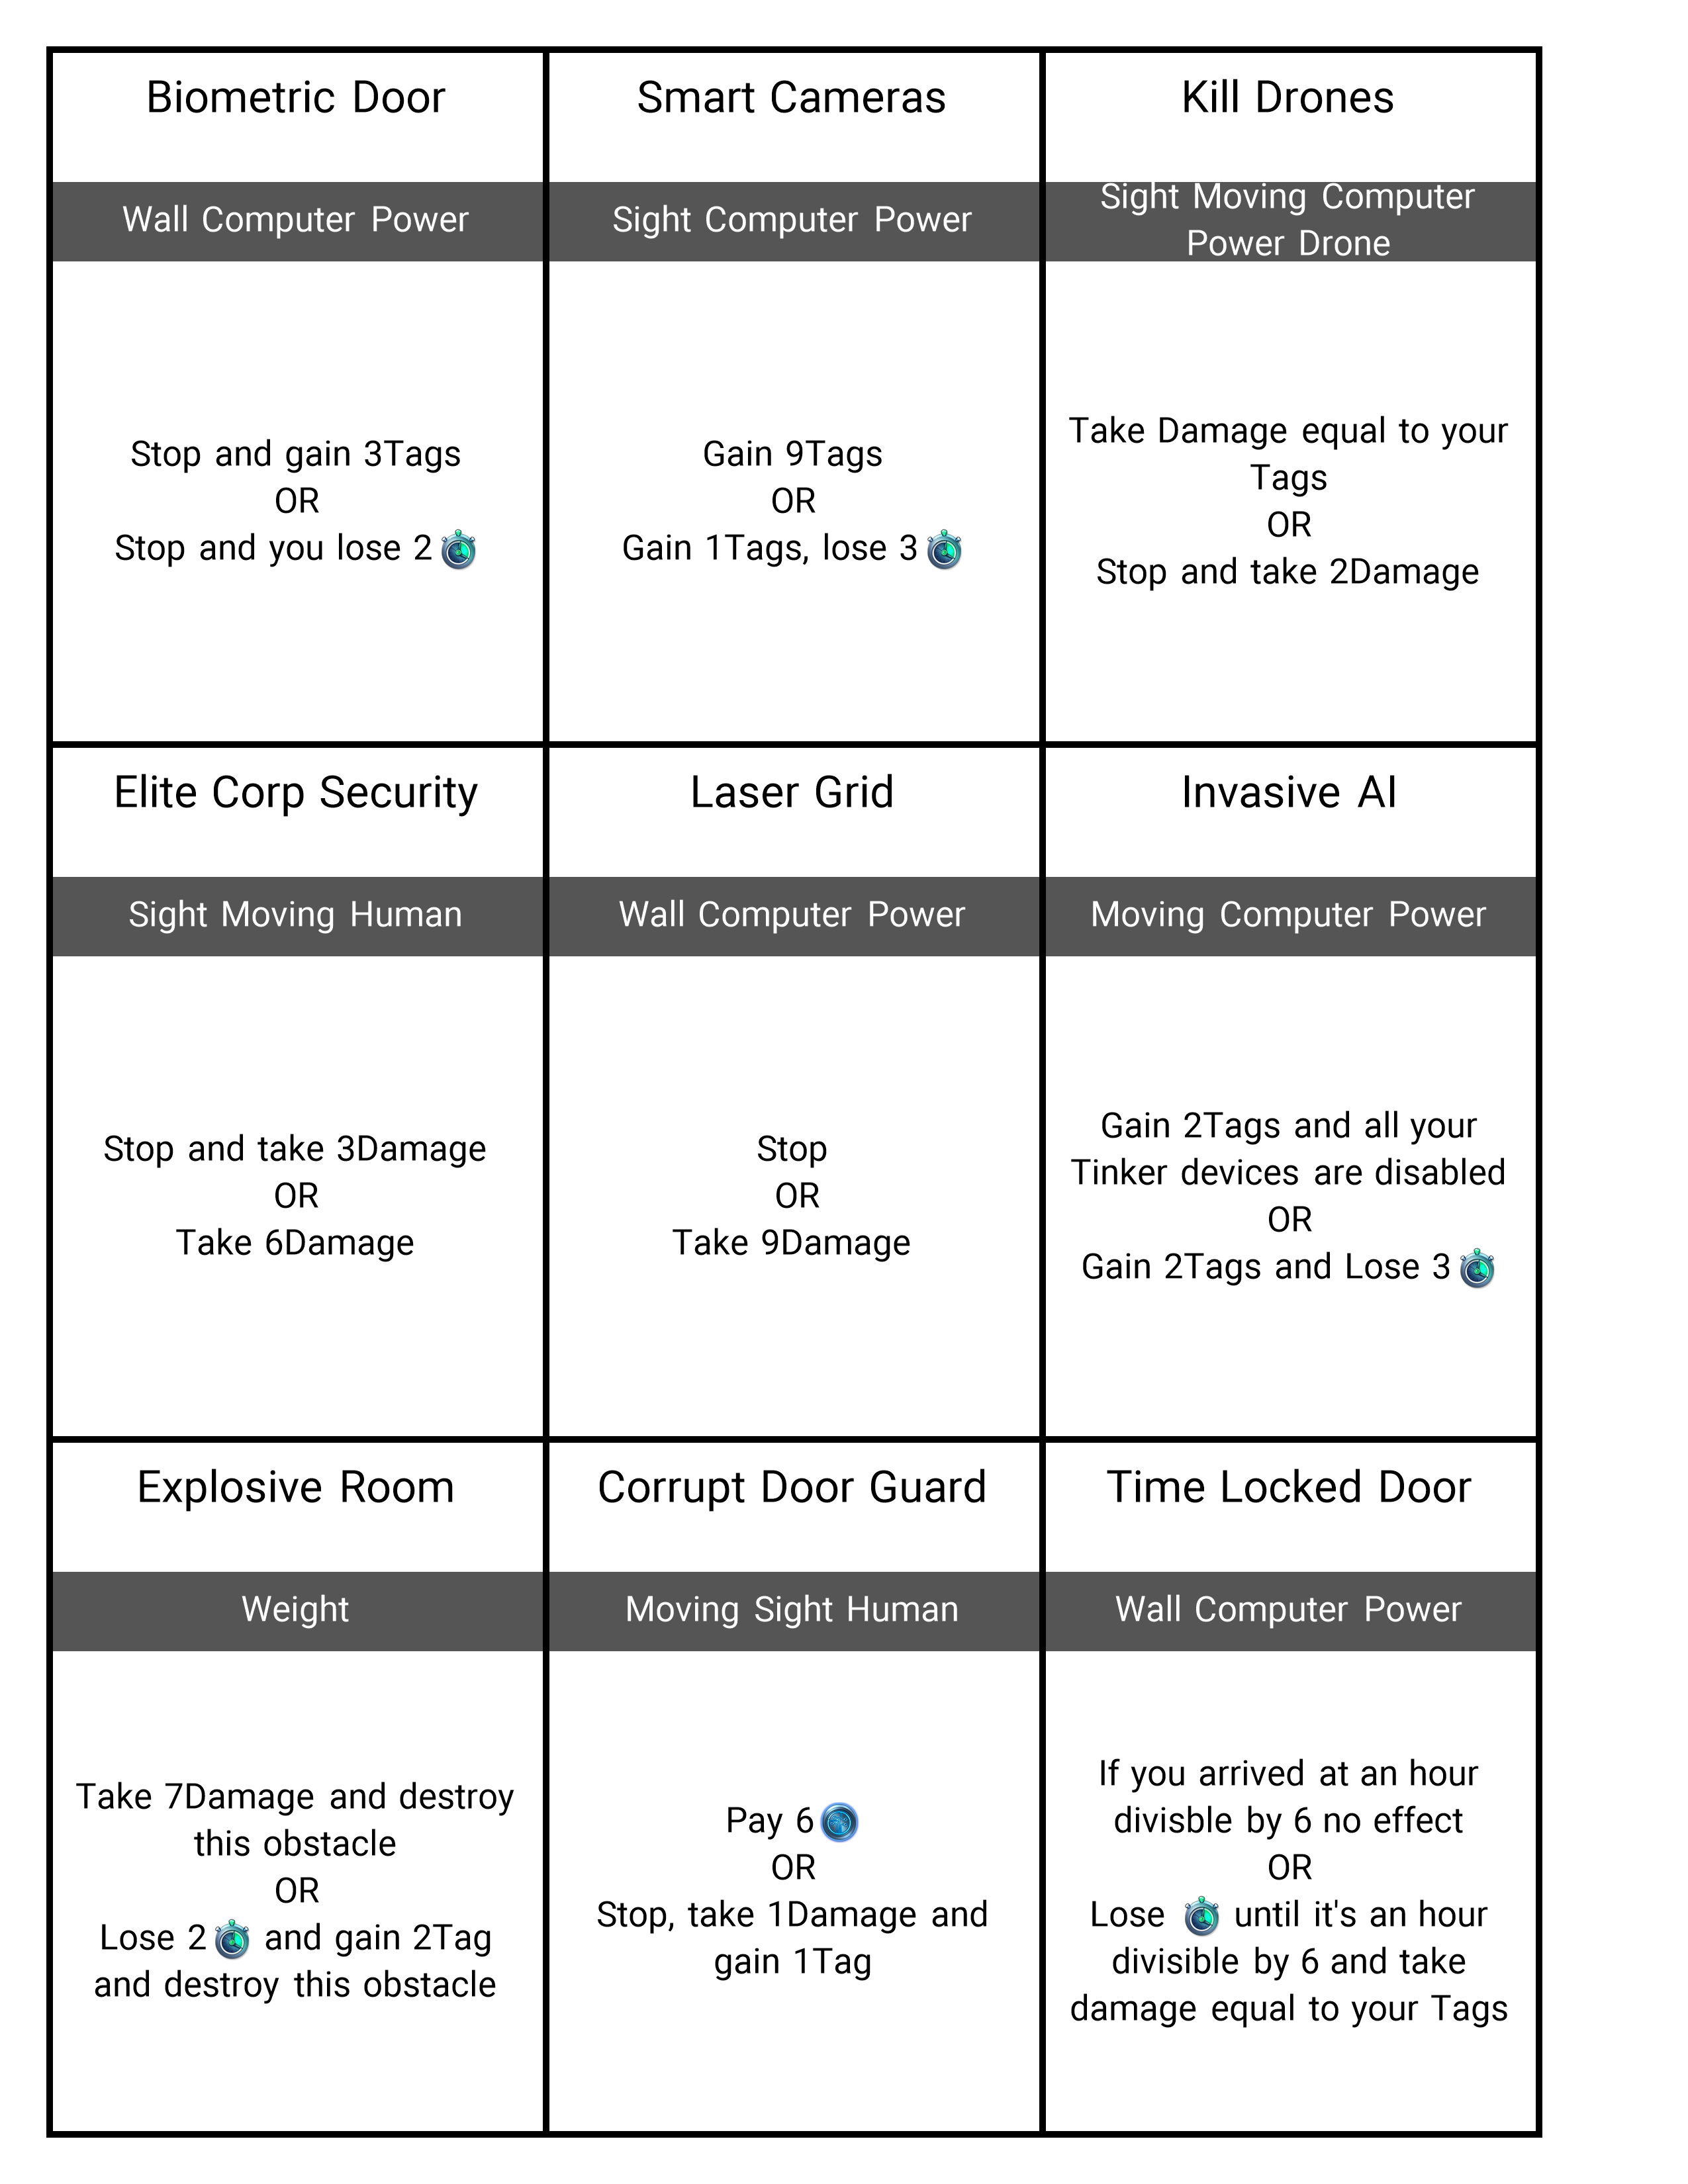 Biometric Door
Wall Computer Power
Stop and gain 3Tags
OR
Stop and you lose 2
Smart Cameras
Sight Computer Power
Gain 9Tags
OR
Gain 1Tags, lose 3
Kill Drones
Sight Moving Computer
Power Drone
Take Damage equal to your
Tags
OR
Stop and take 2Damage
Elite Corp Security
Sight Moving Human
Stop and take 3Damage
OR
Take 6Damage
Laser Grid
Wall Computer Power
Stop
OR
Take 9Damage
Invasive AI
Moving Computer Power
Gain 2Tags and all your
Tinker devices are disabled
OR
Gain 2Tags and Lose 3
Explosive Room
Weight
Take 7Damage and destroy
this obstacle
OR
Lose 2 and gain 2Tag
and destroy this obstacle
Corrupt Door Guard
Moving Sight Human
Pay 6
OR
Stop, take 1Damage and
gain 1Tag
Time Locked Door
Wall Computer Power
If you arrived at an hour
divisble by 6 no effect
OR
Lose until it's an hour
divisible by 6 and take
damage equal to your Tags